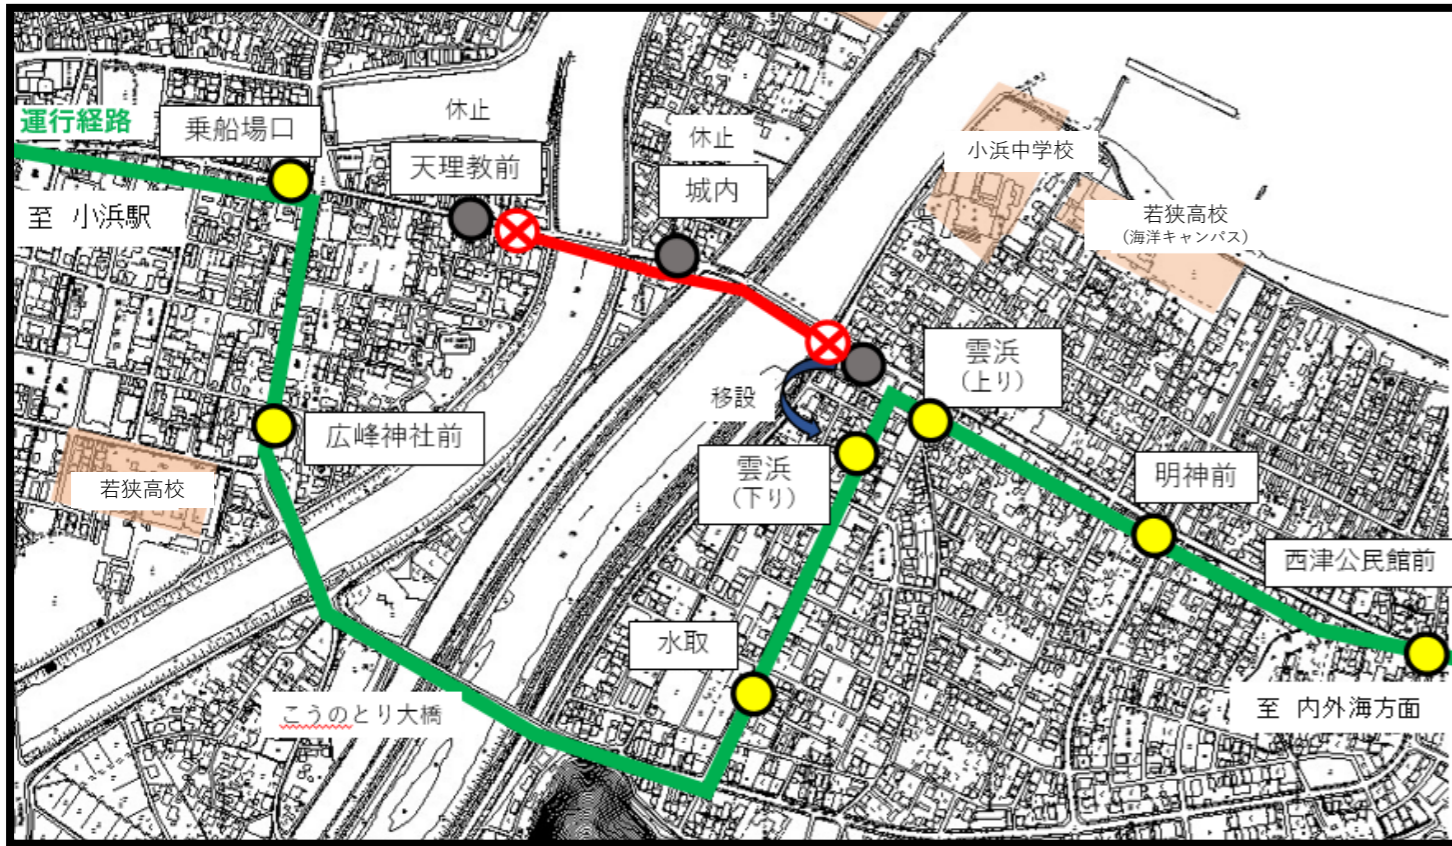 運行経路
乗船場口
休止
天理教前
休止
城内
小浜中学校
至 小浜駅
若狭高校
(海洋キャンパス)
雲浜
(上り)
移設
広峰神社前
雲浜
(下り)
明神前
若狭高校
西津公民館前
水取
こうのとり大橋
至 内外海方面